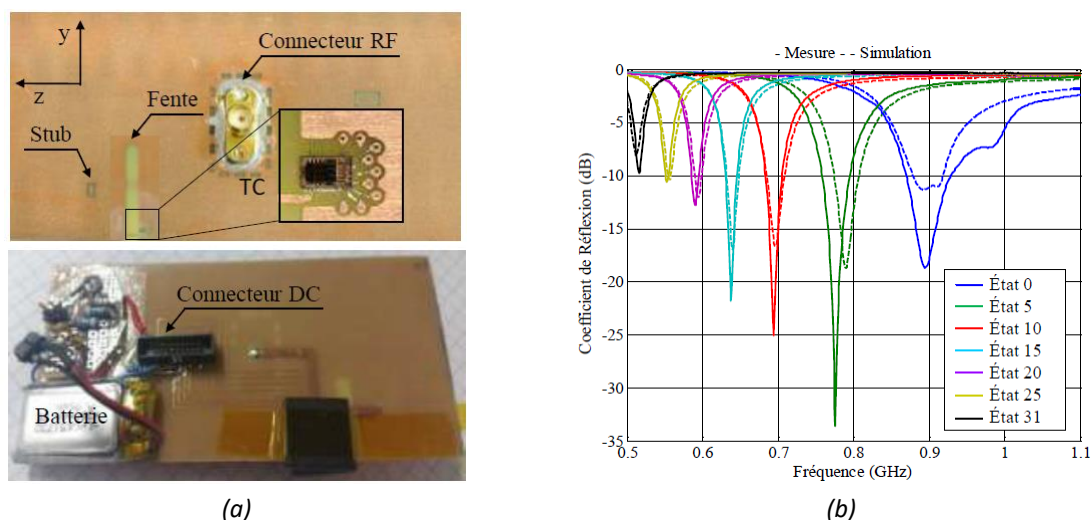 y
z
Connecteur RF
Fente
Stub
TC
Connecteur DC
Batterie
(a)
- Mesure - - Simulation
Coefficient de Réflexion (dB)
0
-5
-10
-15
-20
-25
-30
-35
État 0
État 5
État 10
État 15
État 20
État 25
État 31
0.5 0.6 0.7 0.8 0.9 1 1.1
Fréquence (GHz)
(b)